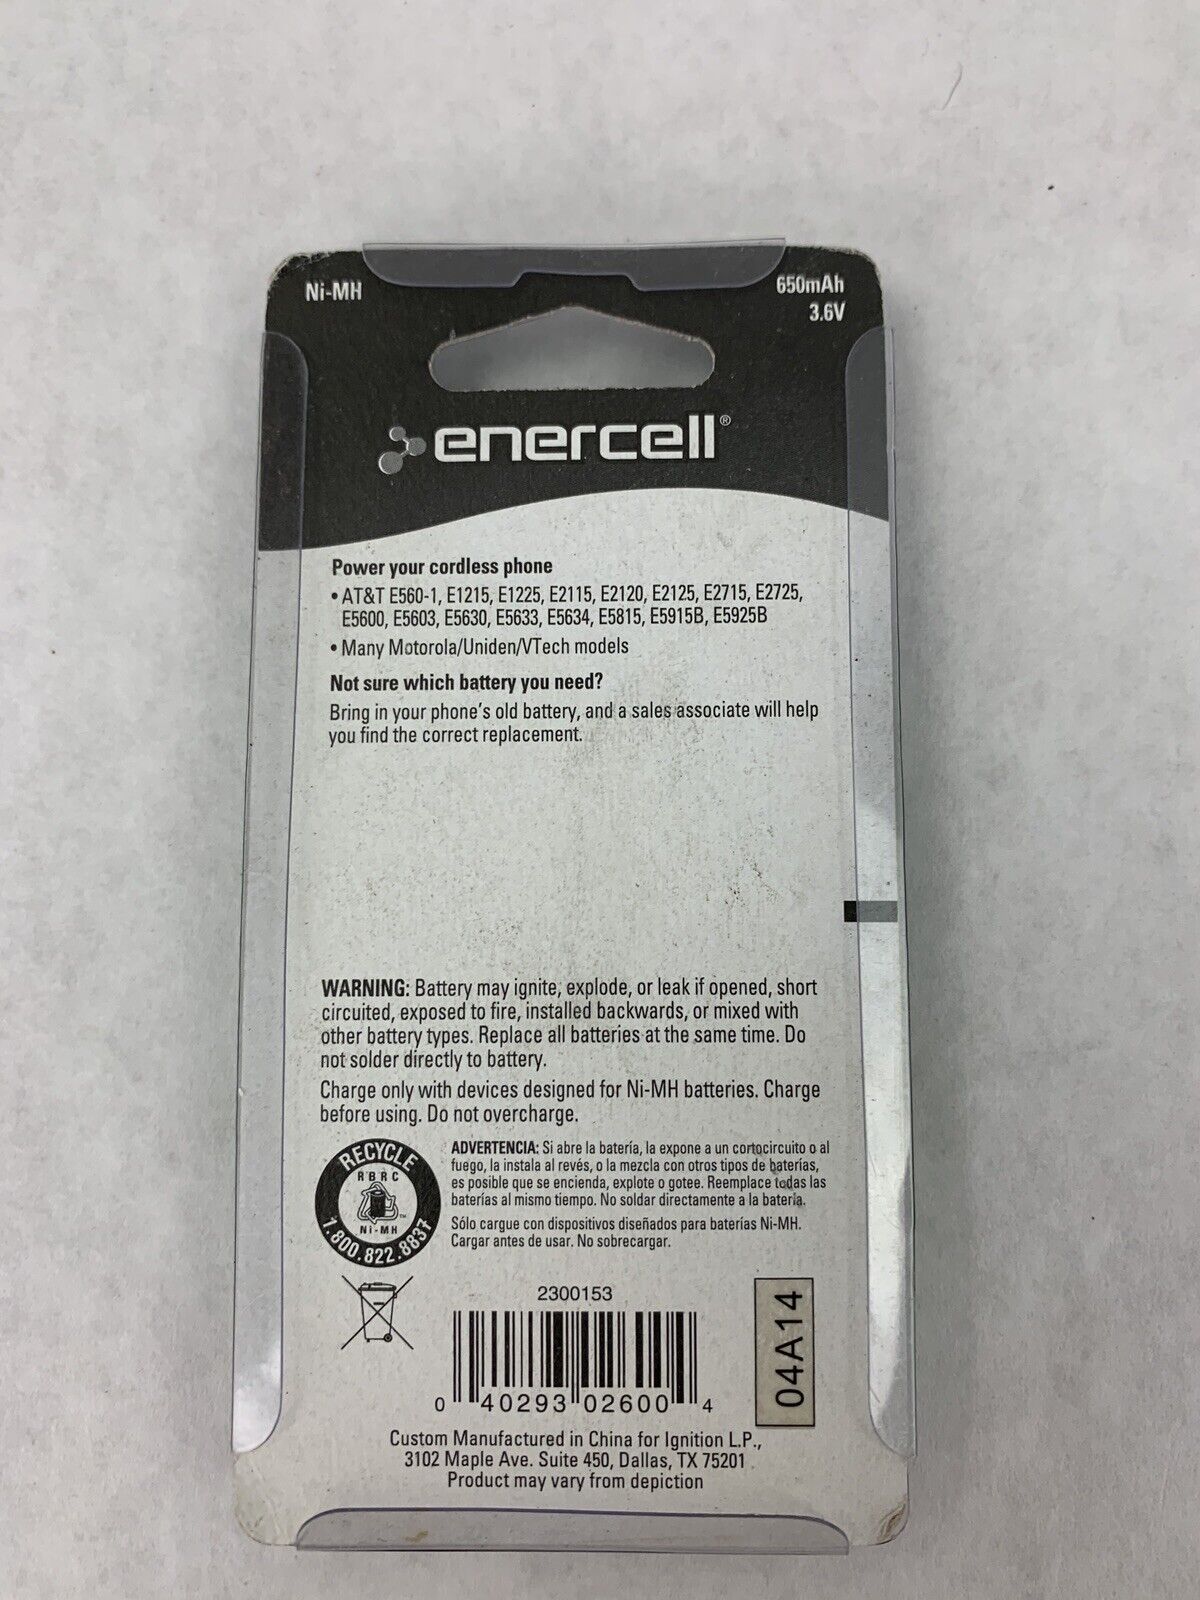 Ni-MH
650mAh
3.6V
enercell®
Power your cordless phone
• AT&T E560-1, E1215, E1225, E2115, E2120, E2125, E2715, E2725,
E5600, E5603, E5630, E5633, E5634, E5815, E5915B, E5925B
• Many Motorola/Uniden/VTech models
Not sure which battery you need?
Bring in your phone's old battery, and a sales associate will help
you find the correct replacement.
WARNING: Battery may ignite, explode, or leak if opened, short
circuited, exposed to fire, installed backwards, or mixed with
other battery types. Replace all batteries at the same time. Do
not solder directly to battery.
Charge only with devices designed for Ni-MH batteries. Charge
before using. Do not overcharge.
RECYCLE
RBRC
Ni-MH
1.800.822.8837
ADVERTENCIA: Si abre la batería, la expone a un cortocircuito o al
fuego, la instala al revés, o la mezcla con otros tipos de baterías,
es posible que se encienda, explote o gotee. Reemplace todas las
baterías al mismo tiempo. No soldar directamente a la batería.
Sólo cargue con dispositivos diseñados para baterías Ni-MH.
Cargar antes de usar. No sobrecargar.
2300153
0 40293 02600 4
04A14
Custom Manufactured in China for Ignition L.P.,
3102 Maple Ave. Suite 450, Dallas, TX 75201
Product may vary from depiction